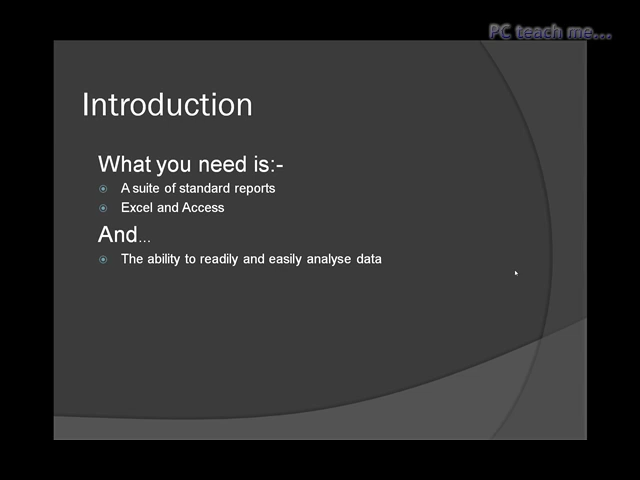 PC teach me...
Introduction
What you need is:-
A suite of standard reports
Excel and Access
And...
The ability to readily and easily analyse data